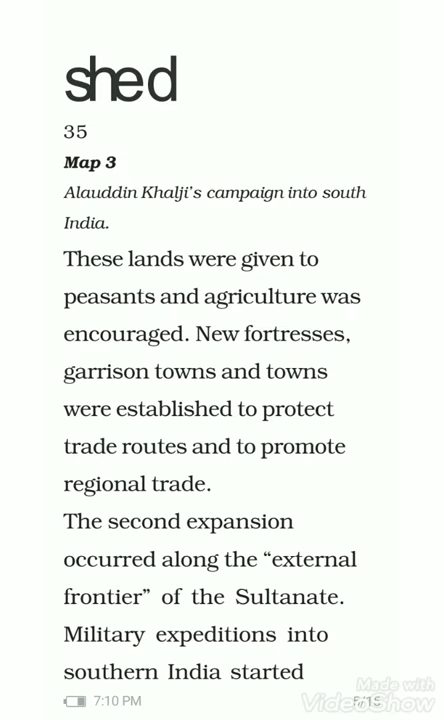 shed
35
Map 3
Alauddin Khalji's campaign into south
India.
These lands were given to
peasants and agriculture was
encouraged. New fortresses,
garrison towns and towns
were established to protect
trade routes and to promote
regional trade.
The second expansion
occurred along the “external
frontier” of the Sultanate.
Military expeditions into
southern India started
7:10 PM
5/15
Made with
VideoShow